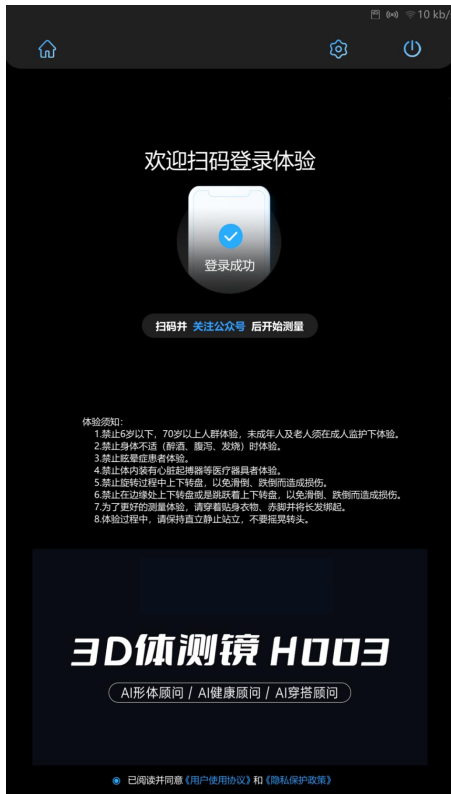 10 kb/
欢迎扫码登录体验
登录成功
扫码并 关注公众号 后开始测量
体验须知：
1.禁止6岁以下，70岁以上人群体验，未成年人及老人须在成人监护下体验。
2.禁止身体不适（醉酒、腹泻、发烧）时体验。
3.禁止眩晕症患者体验。
4.禁止体内装有心脏起搏器等医疗器具者体验。
5.禁止旋转过程中上下转盘，以免滑倒、跌倒而造成损伤。
6.禁止在边缘处上下转盘或是跳跃着上下转盘，以免滑倒、跌倒而造成损伤。
7.为了更好的测量体验，请穿着贴身衣物、赤脚并将长发绑起。
8.体验过程中，请保持直立静止站立，不要摇晃转头。
3D体测镜 H003
AI形体顾问 / AI健康顾问 / AI穿搭顾问
已阅读并同意《用户使用协议》和《隐私保护政策》